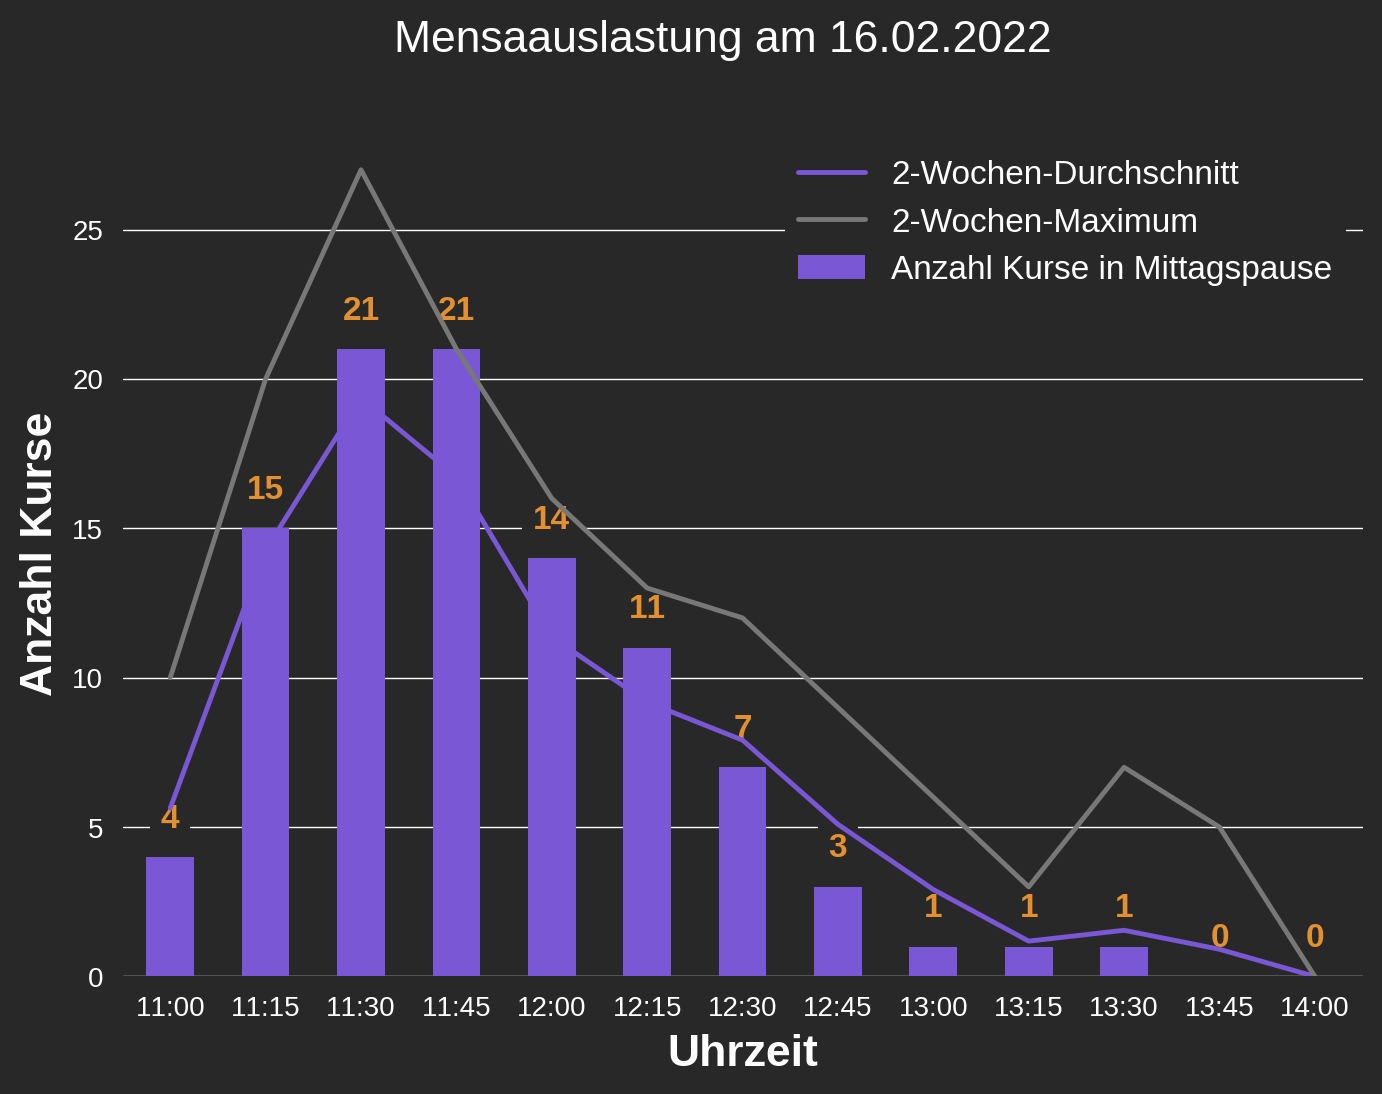 Mensaauslastung am 16.02.2022
2-Wochen-Durchschnitt
2-Wochen-Maximum
Anzahl Kurse in Mittagspause
Anzahl Kurse
25
20
15
10
5
0
4
15
21
21
14
11
7
3
1
1
1
0
0
11:00 11:15 11:30 11:45 12:00 12:15 12:30 12:45 13:00 13:15 13:30 13:45 14:00
Uhrzeit